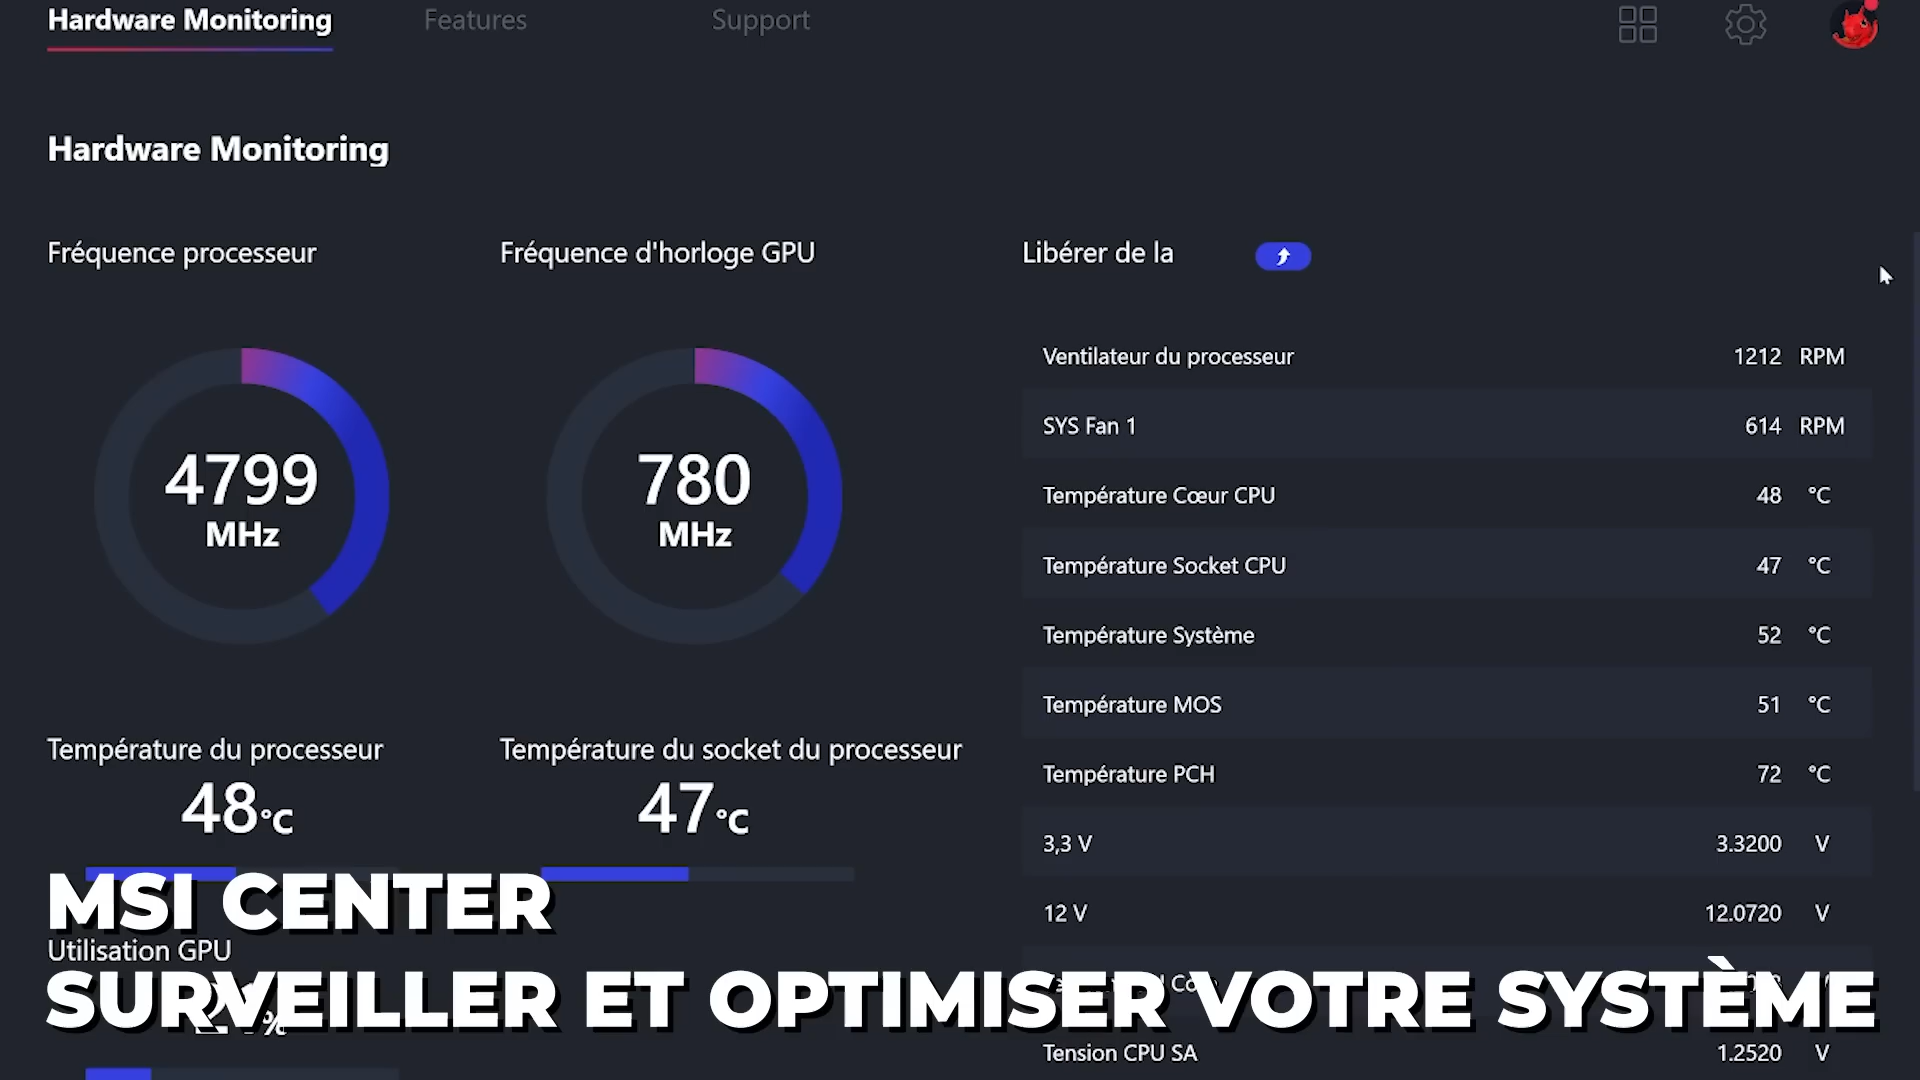 Hardware Monitoring
Features
Support
Hardware Monitoring
Fréquence processeur
4799
MHz
Fréquence d'horloge GPU
780
MHz
Libérer de la
Ventilateur du processeur 1212 RPM
SYS Fan 1 614 RPM
Température Cœur CPU 48 °C
Température Socket CPU 47 °C
Température Système 52 °C
Température MOS 51 °C
Température PCH 72 °C
3,3 V 3.3200 V
12 V 12.0720 V
Tension CPU SA 1.2520 V
Température du processeur
48°C
Température du socket du processeur
47°C
MSI CENTER
Utilisation GPU
SURVEILLER ET OPTIMISER VOTRE SYSTÈME